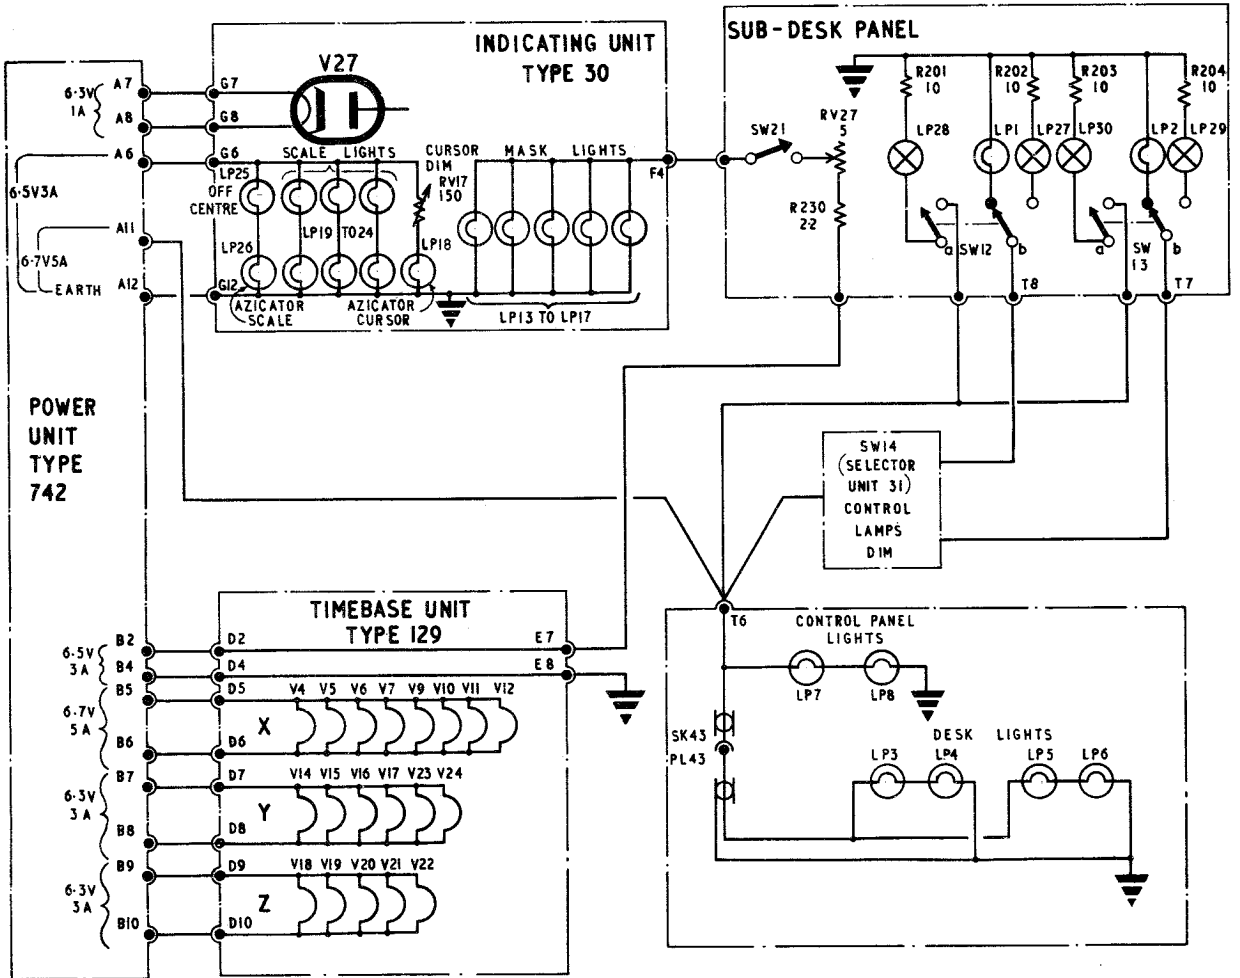 INDICATING UNIT
TYPE 30
V27
G7
G8
G6
SCALE LIGHTS
LP25
OFF
CENTRE
CURSOR
DIM
RV17
150
MASK LIGHTS
F4
LP19 TO 24
LP26
LP18
G12
AZICATOR
SCALE
AZICATOR
CURSOR
LP13 TO LP17
SUB-DESK PANEL
SW21
RV27
5
R230
2·2
R201
10
R202
10
R203
10
R204
10
LP28
LP1
LP27
LP30
LP2
LP29
a
SW12
b
a
SW
13
b
T8
T7
A7
6·3V
1A
A8
A6
6·5V3A
A11
6·7V5A
EARTH
A12
POWER
UNIT
TYPE
742
B2
6·5V
3A
B4
B5
6·7V
5A
B6
B7
6·3V
3A
B8
B9
6·3V
3A
B10
TIMEBASE UNIT
TYPE 129
D2
E7
D4
E8
D5
V4
V5
V6
V7
V9
V10
V11
V12
X
D6
D7
V14
V15
V16
V17
V23
V24
Y
D8
D9
V18
V19
V20
V21
V22
Z
D10
SW14
(SELECTOR
UNIT 31)
CONTROL
LAMPS
DIM
T6
CONTROL PANEL
LIGHTS
LP7
LP8
SK43
PL43
DESK LIGHTS
LP3
LP4
LP5
LP6